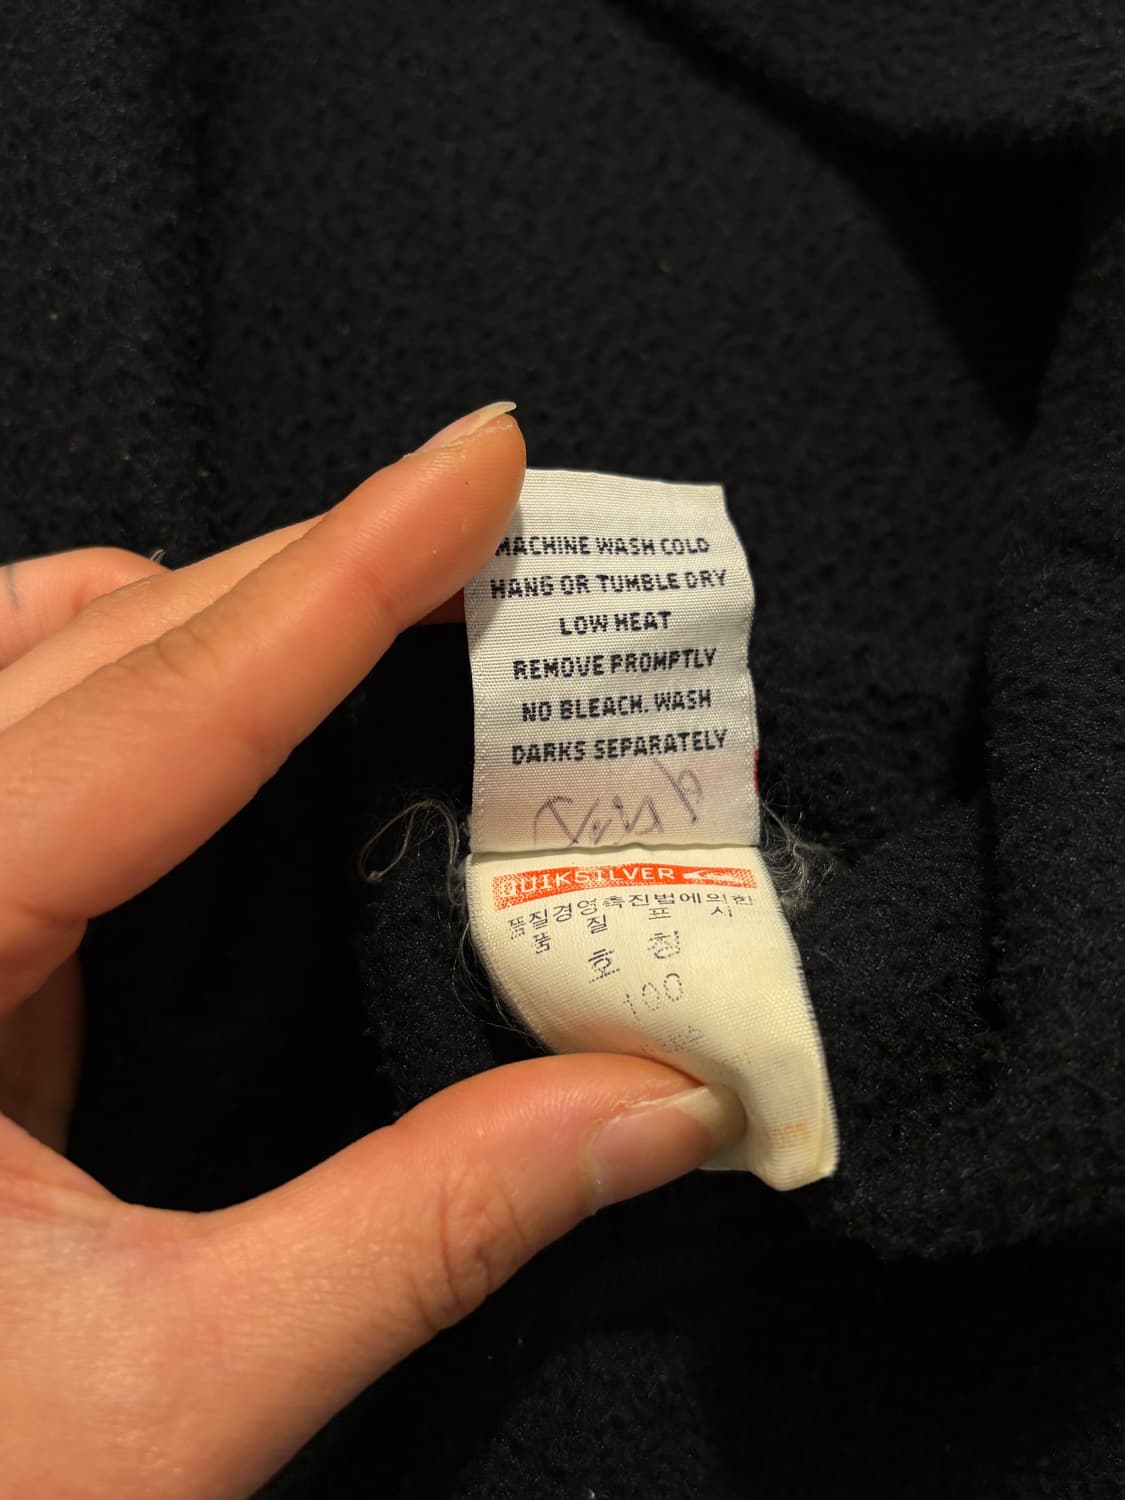 MACHINE WASH COLD
HANG OR TUMBLE DRY
LOW HEAT
REMOVE PROMPTLY
NO BLEACH. WASH
DARKS SEPARATELY
QUIKSILVER
품질경영촉진법에의한
품 질 표 시
호 칭
100